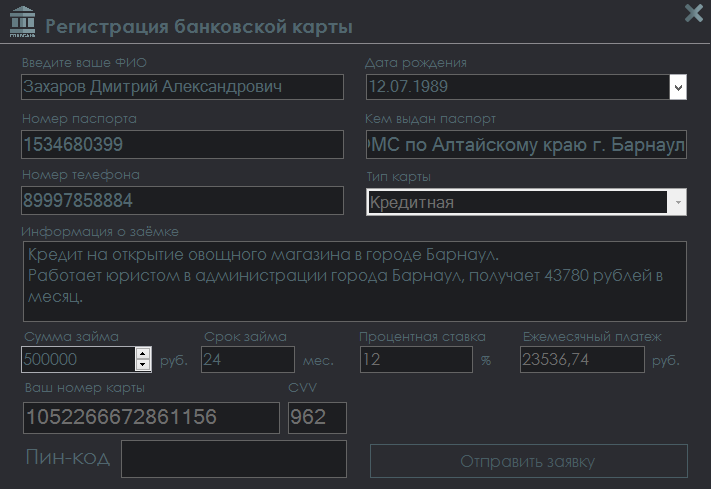 Регистрация банковской карты
Введите ваше ФИО
Дата рождения
Захаров Дмитрий Александрович
12.07.1989
Номер паспорта
Кем выдан паспорт
1534680399
МС по Алтайскому краю г. Барнаул
Номер телефона
Тип карты
89997858884
Кредитная
Информация о заёмке
Кредит на открытие овощного магазина в городе Барнаул.
Работает юристом в администрации города Барнаул, получает 43780 рублей в
месяц.
Сумма займа
Срок займа
Процентная ставка
Ежемесячный платеж
500000 руб.
24 мес.
12 %
23536,74 руб.
Ваш номер карты
CVV
1052266672861156
962
Пин-код
Отправить заявку